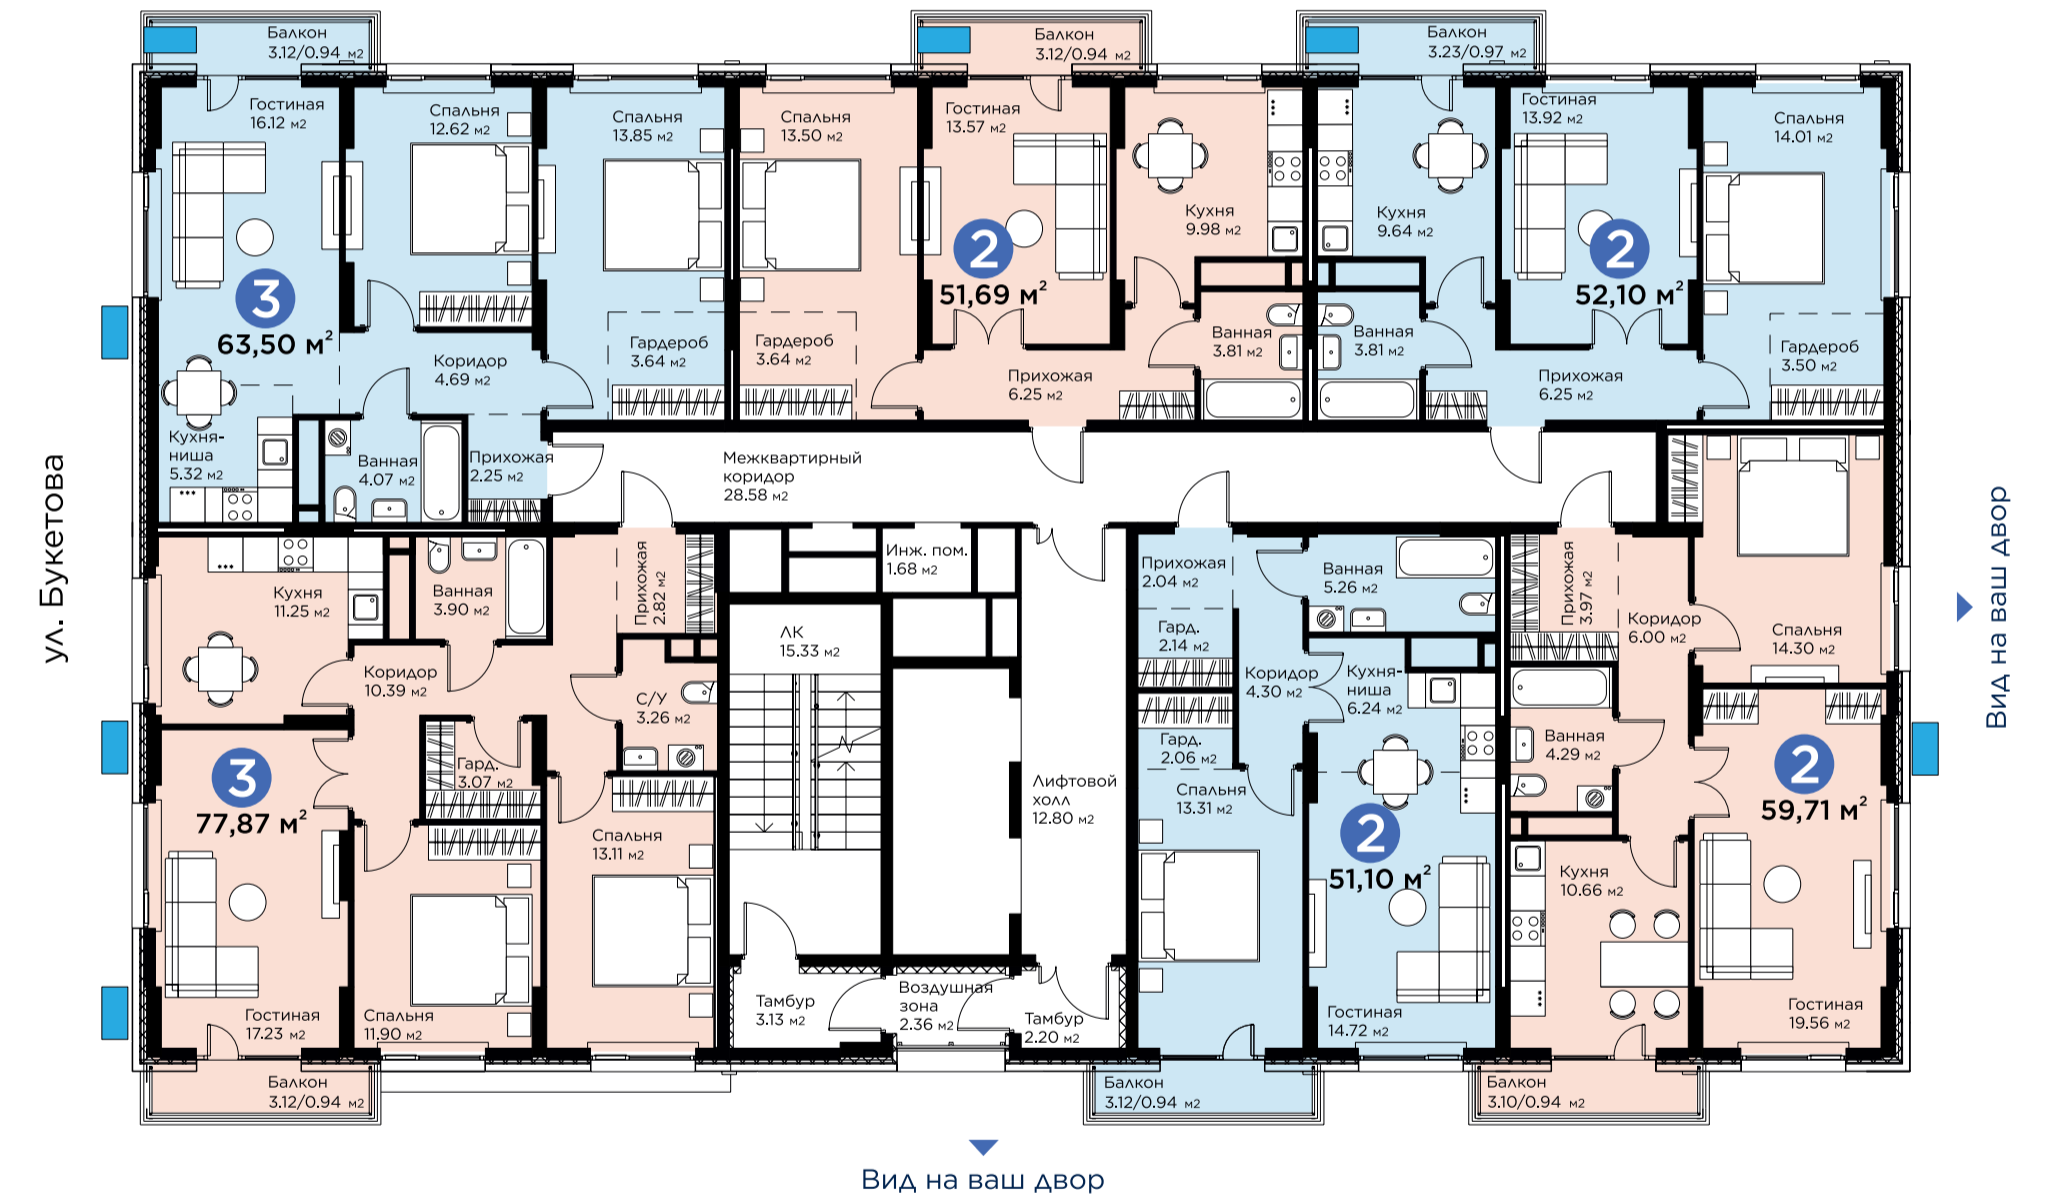 Балкон
3.12/0.94 м2
Гостиная
16.12 м2
Спальня
12.62 м2
Спальня
13.85 м2
3
63,50 м²
Коридор
4.69 м2
Гардероб
3.64 м2
Кухня-
ниша
5.32 м2
Ванная
4.07 м2
Прихожая
2.25 м2
Балкон
3.12/0.94 м2
Спальня
13.50 м2
Гостиная
13.57 м2
Кухня
9.98 м2
2
51,69 м²
Гардероб
3.64 м2
Прихожая
6.25 м2
Ванная
3.81 м2
Балкон
3.23/0.97 м2
Кухня
9.64 м2
Гостиная
13.92 м2
Спальня
14.01 м2
2
52,10 м²
Ванная
3.81 м2
Прихожая
6.25 м2
Гардероб
3.50 м2
ул. Букетова
Межквартирный
коридор
28.58 м2
Кухня
11.25 м2
Ванная
3.90 м2
Прихожая
2.82 м2
Коридор
10.39 м2
С/У
3.26 м2
Гард.
3.07 м2
3
77,87 м²
Гостиная
17.23 м2
Спальня
11.90 м2
Спальня
13.11 м2
Балкон
3.12/0.94 м2
Инж. пом.
1.68 м2
ЛК
15.33 м2
Лифтовой
холл
12.80 м2
Тамбур
3.13 м2
Воздушная
зона
2.36 м2
Тамбур
2.20 м2
Прихожая
2.04 м2
Гард.
2.14 м2
Ванная
5.26 м2
Коридор
4.30 м2
Кухня-
ниша
6.24 м2
Гард.
2.06 м2
Спальня
13.31 м2
2
51,10 м²
Гостиная
14.72 м2
Балкон
3.12/0.94 м2
Прихожая
3.97 м2
Коридор
6.00 м2
Спальня
14.30 м2
Ванная
4.29 м2
2
59,71 м²
Кухня
10.66 м2
Гостиная
19.56 м2
Балкон
3.10/0.94 м2
Вид на ваш двор
Вид на ваш двор